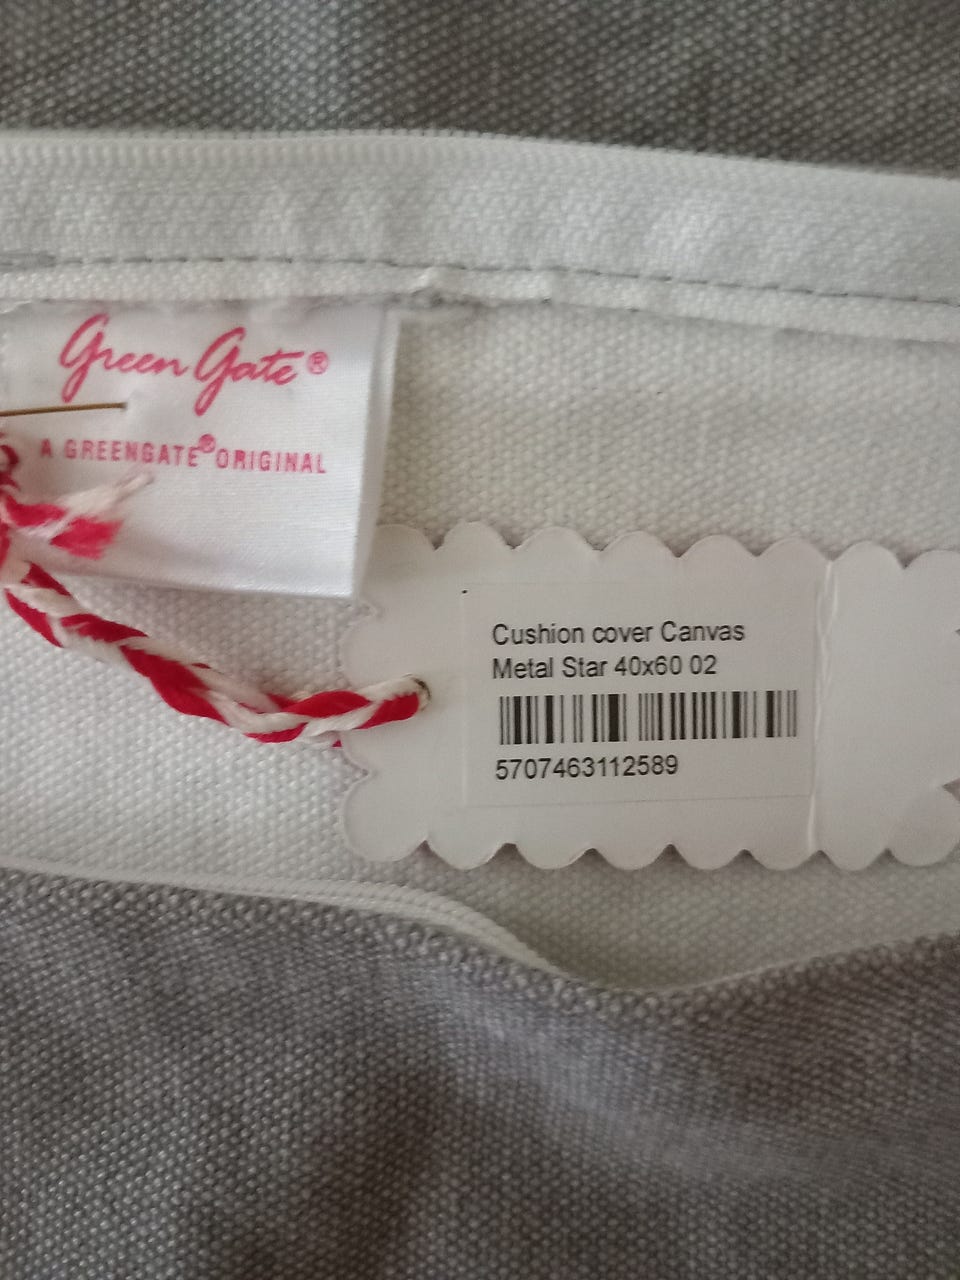 Green Gate®
A GREENGATE® ORIGINAL
Cushion cover Canvas
Metal Star 40x60 02
5707463112589